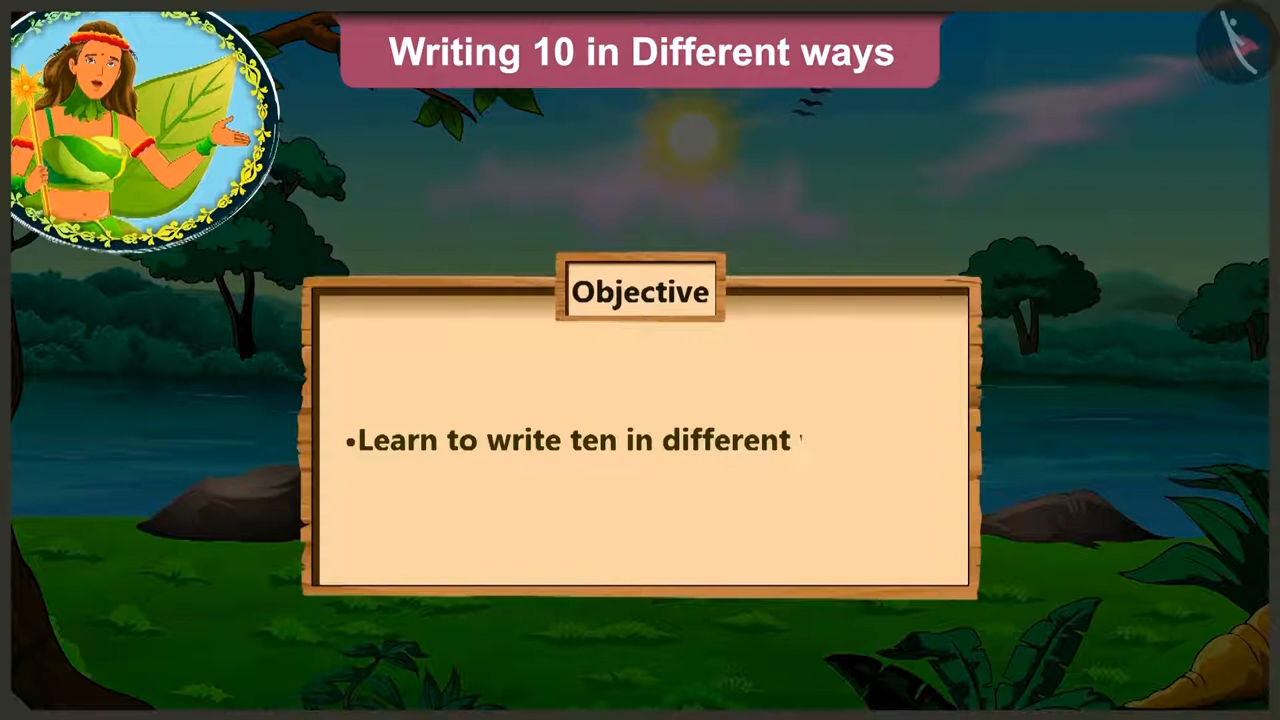 Writing 10 in Different ways
Objective
•Learn to write ten in different